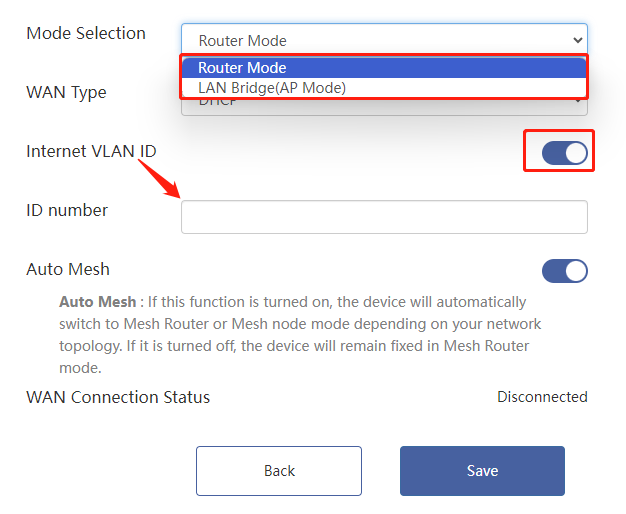 Mode Selection
Router Mode
Router Mode
LAN Bridge(AP Mode)
WAN Type
DHCP
Internet VLAN ID
ID number
Auto Mesh
Auto Mesh : If this function is turned on, the device will automatically
switch to Mesh Router or Mesh node mode depending on your network
topology. If it is turned off, the device will remain fixed in Mesh Router
mode.
WAN Connection Status
Disconnected
Back
Save